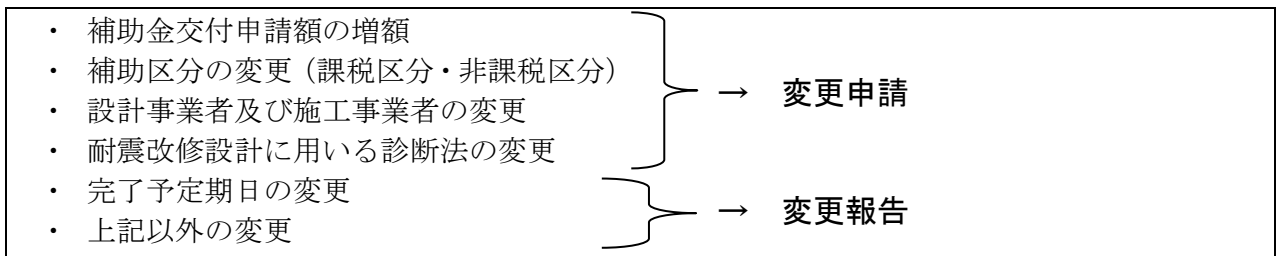 ・ 補助金交付申請額の増額
・ 補助区分の変更（課税区分・非課税区分）
・ 設計事業者及び施工事業者の変更
・ 耐震改修設計に用いる診断法の変更
→ 変更申請
・ 完了予定期日の変更
・ 上記以外の変更
→ 変更報告